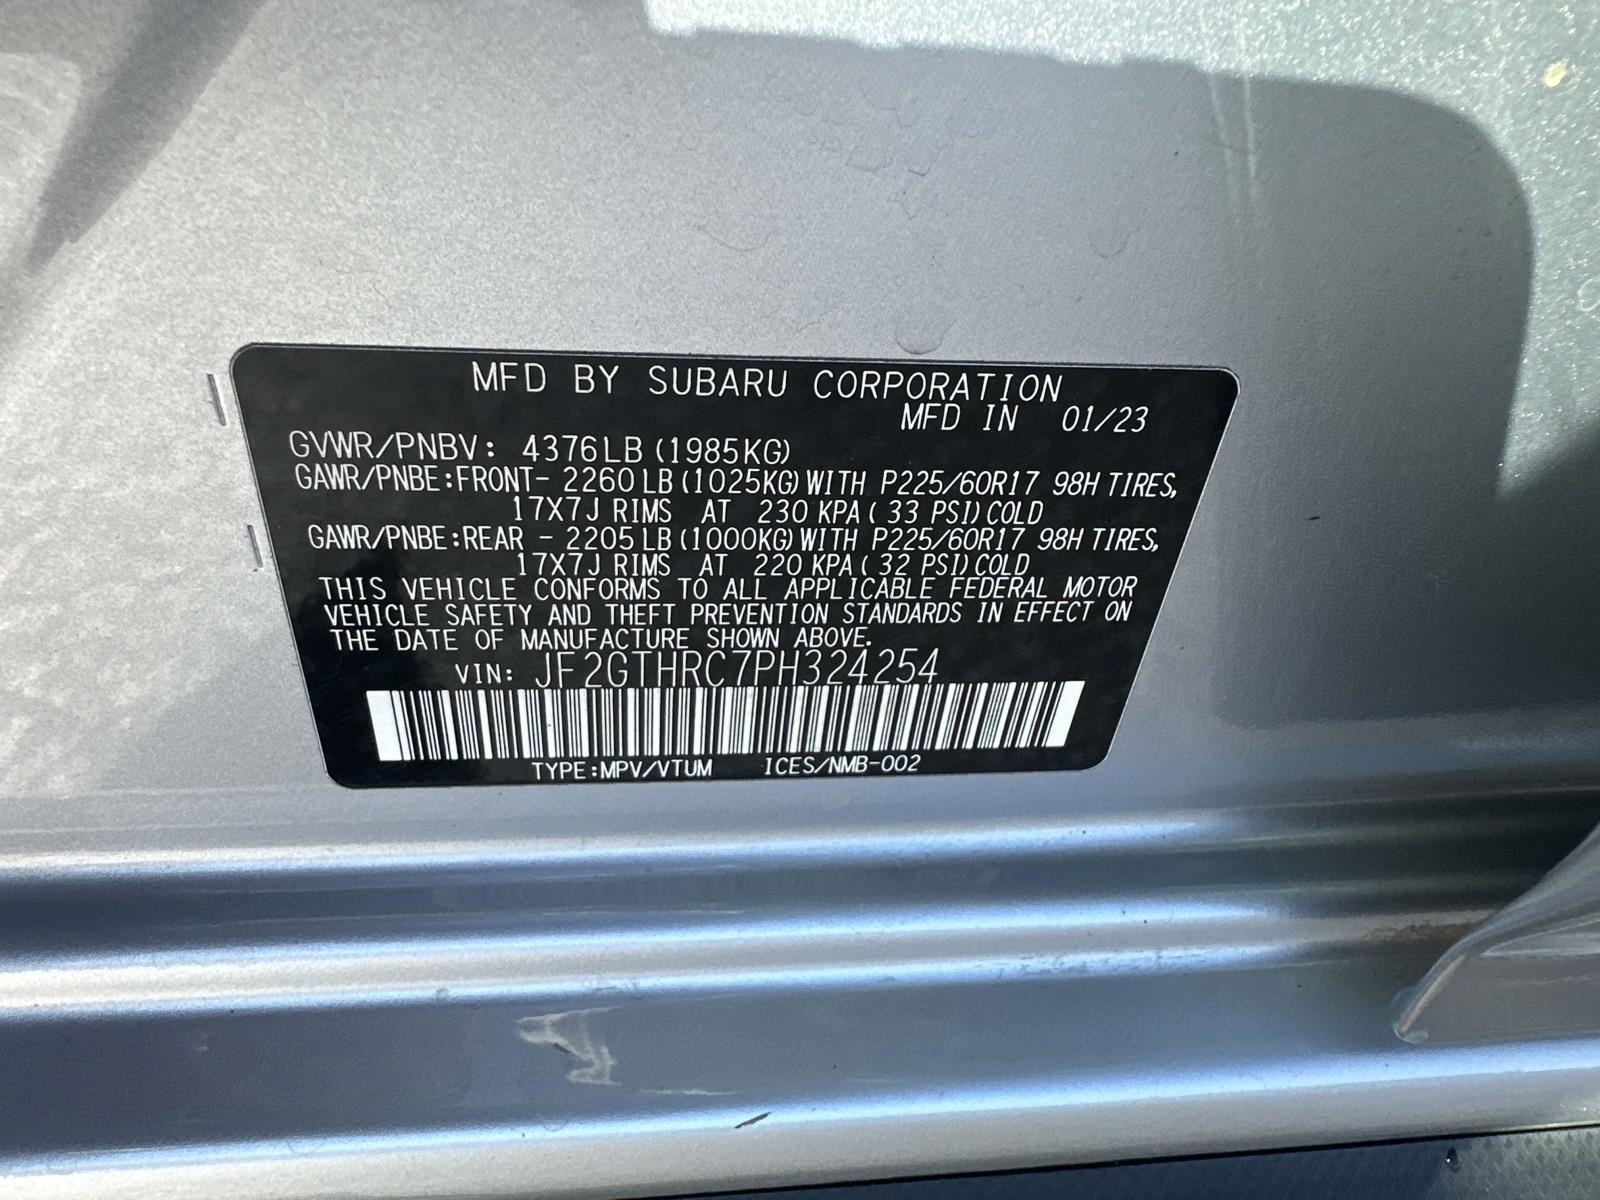 MFD BY SUBARU CORPORATION
MFD IN 01/23
GVWR/PNBV: 4376LB (1985KG)
GAWR/PNBE:FRONT- 2260LB (1025KG) WITH P225/60R17 98H TIRES,
17X7J RIMS AT 230 KPA ( 33 PSI) COLD
GAWR/PNBE:REAR - 2205LB (1000KG) WITH P225/60R17 98H TIRES,
17X7J RIMS AT 220 KPA ( 32 PSI) COLD
THIS VEHICLE CONFORMS TO ALL APPLICABLE FEDERAL MOTOR
VEHICLE SAFETY AND THEFT PREVENTION STANDARDS IN EFFECT ON
THE DATE OF MANUFACTURE SHOWN ABOVE.
VIN: JF2GTHRC7PH324254
TYPE:MPV/VTUM ICES/NMB-002